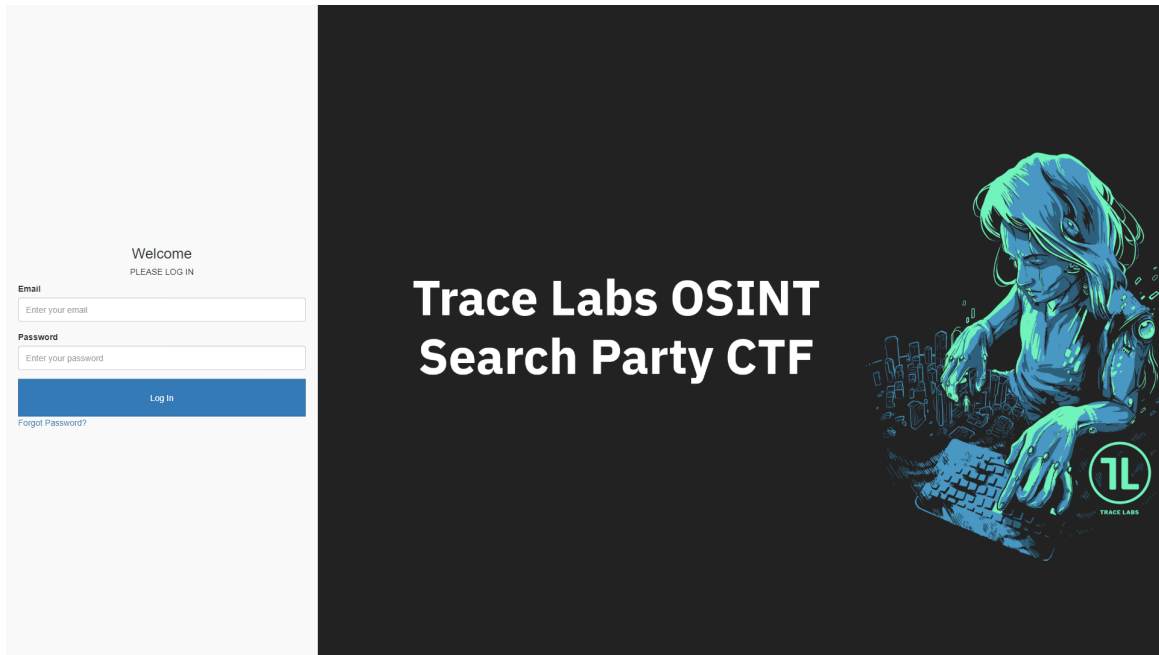 Welcome
PLEASE LOG IN
Email
Enter your email
Password
Enter your password
Log In
Forgot Password?
Trace Labs OSINT
Search Party CTF
TL
TRACE LABS